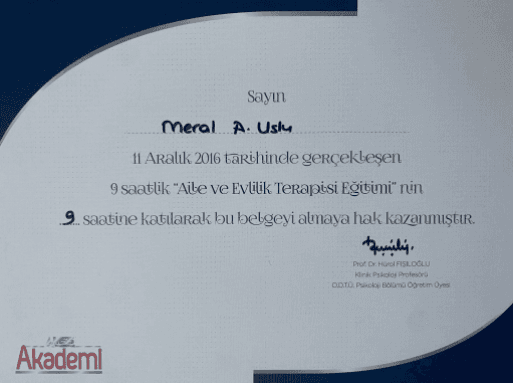 Sayın
Meral A. Uslu
11 Aralık 2016 tarihinde gerçekleşen
9 saatlik "Aile ve Evlilik Terapisi Eğitimi" nin
9 saatine katılarak bu belgeyi almaya hak kazanmıştır.
Prof. Dr. Hürol FIŞILOĞLU
Klinik Psikoloji Profesörü
O.D.T.Ü. Psikoloji Bölümü Öğretim Üyesi
Akademi